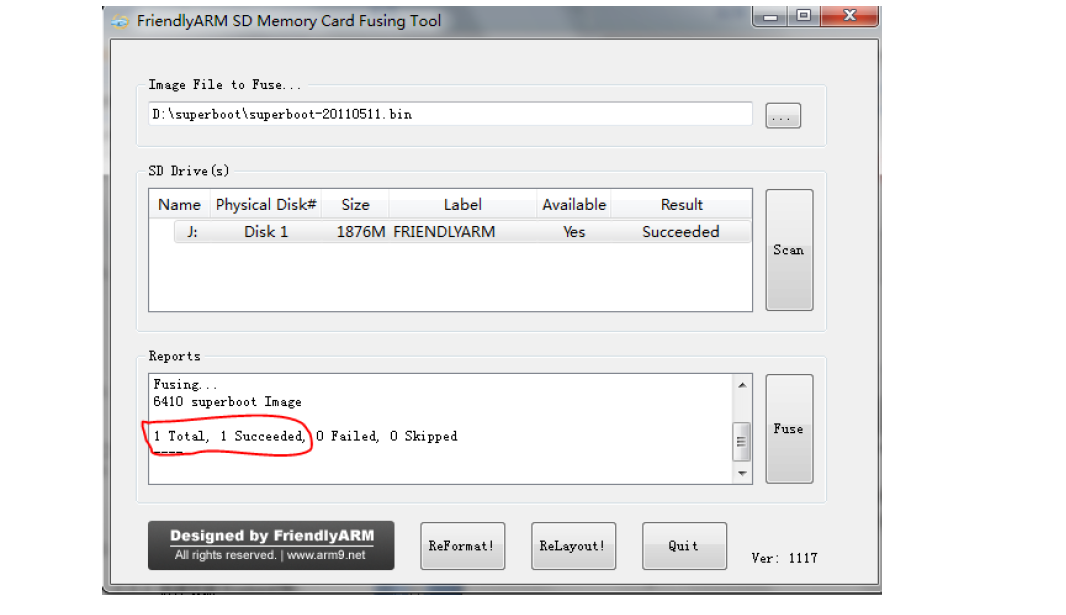 FriendlyARM SD Memory Card Fusing Tool
Image File to Fuse...
D:\superboot\superboot-20110511.bin
...
SD Drive(s)
Name Physical Disk# Size Label Available Result
J: Disk 1 1876M FRIENDLYARM Yes Succeeded
Scan
Reports
Fusing...
6410 superboot Image
1 Total, 1 Succeeded, 0 Failed, 0 Skipped
----
Fuse
Designed by FriendlyARM
All rights reserved. | www.arm9.net
ReFormat!
ReLayout!
Quit
Ver: 1117